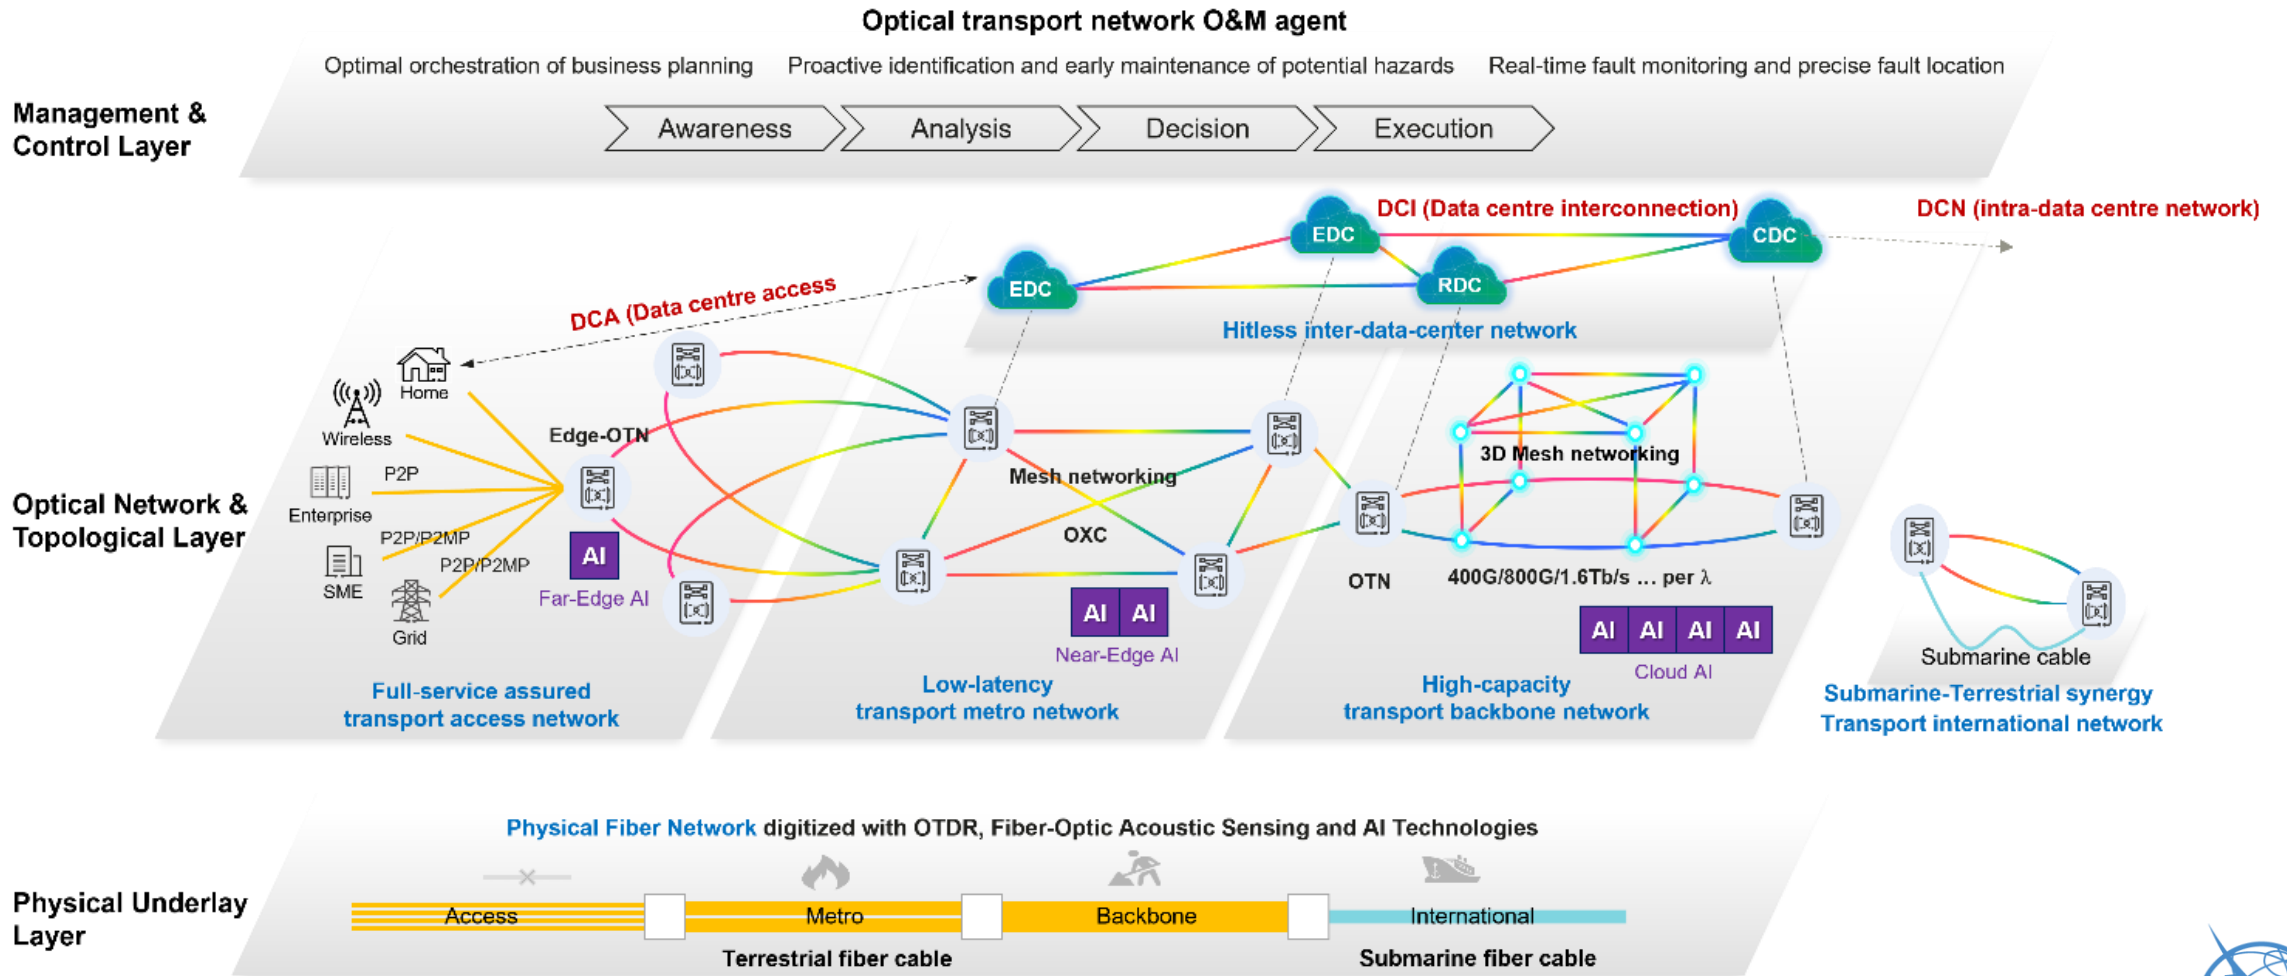 Optical transport network O&M agent
Optimal orchestration of business planning
Proactive identification and early maintenance of potential hazards
Real-time fault monitoring and precise fault location
Management &
Control Layer
Awareness
Analysis
Decision
Execution
DCI (Data centre interconnection)
DCN (intra-data centre network)
EDC
CDC
EDC
RDC
DCA (Data centre access
Hitless inter-data-center network
Home
Wireless
Edge-OTN
P2P
Enterprise
P2P/P2MP
P2P/P2MP
SME
Grid
AI
Far-Edge AI
Mesh networking
OXC
AI AI
Near-Edge AI
3D Mesh networking
OTN
400G/800G/1.6Tb/s ... per λ
AI AI AI AI
Cloud AI
Submarine cable
Optical Network &
Topological Layer
Full-service assured
transport access network
Low-latency
transport metro network
High-capacity
transport backbone network
Submarine-Terrestrial synergy
Transport international network
Physical Fiber Network digitized with OTDR, Fiber-Optic Acoustic Sensing and AI Technologies
Physical Underlay
Layer
Access
Metro
Backbone
International
Terrestrial fiber cable
Submarine fiber cable